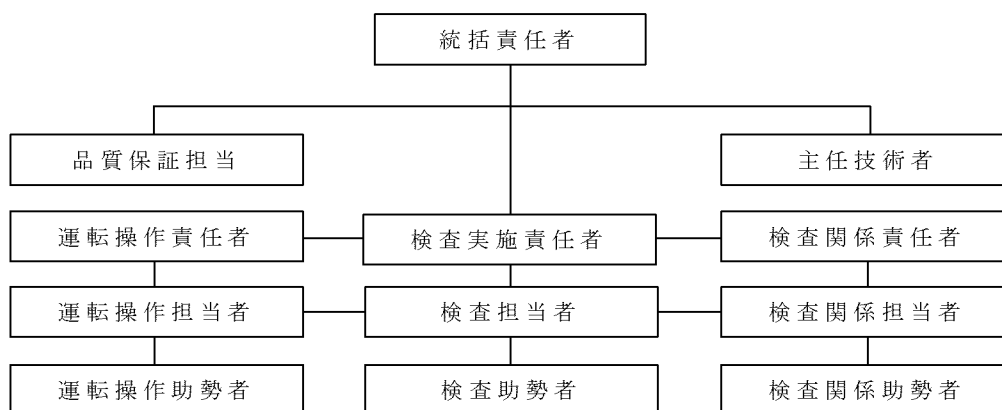 統括責任者
品質保証担当
主任技術者
運転操作責任者
検査実施責任者
検査関係責任者
運転操作担当者
検査担当者
検査関係担当者
運転操作助勢者
検査助勢者
検査関係助勢者